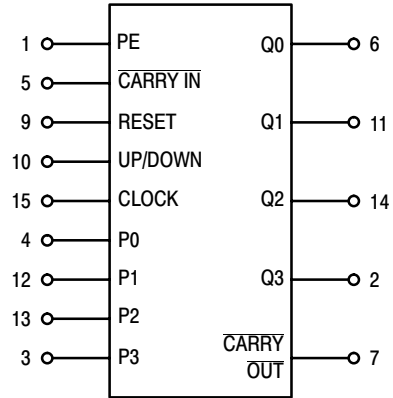 1 PE Q0 6
5 CARRY IN
9 RESET Q1 11
10 UP/DOWN
15 CLOCK Q2 14
4 P0
12 P1 Q3 2
13 P2
3 P3 CARRY OUT 7